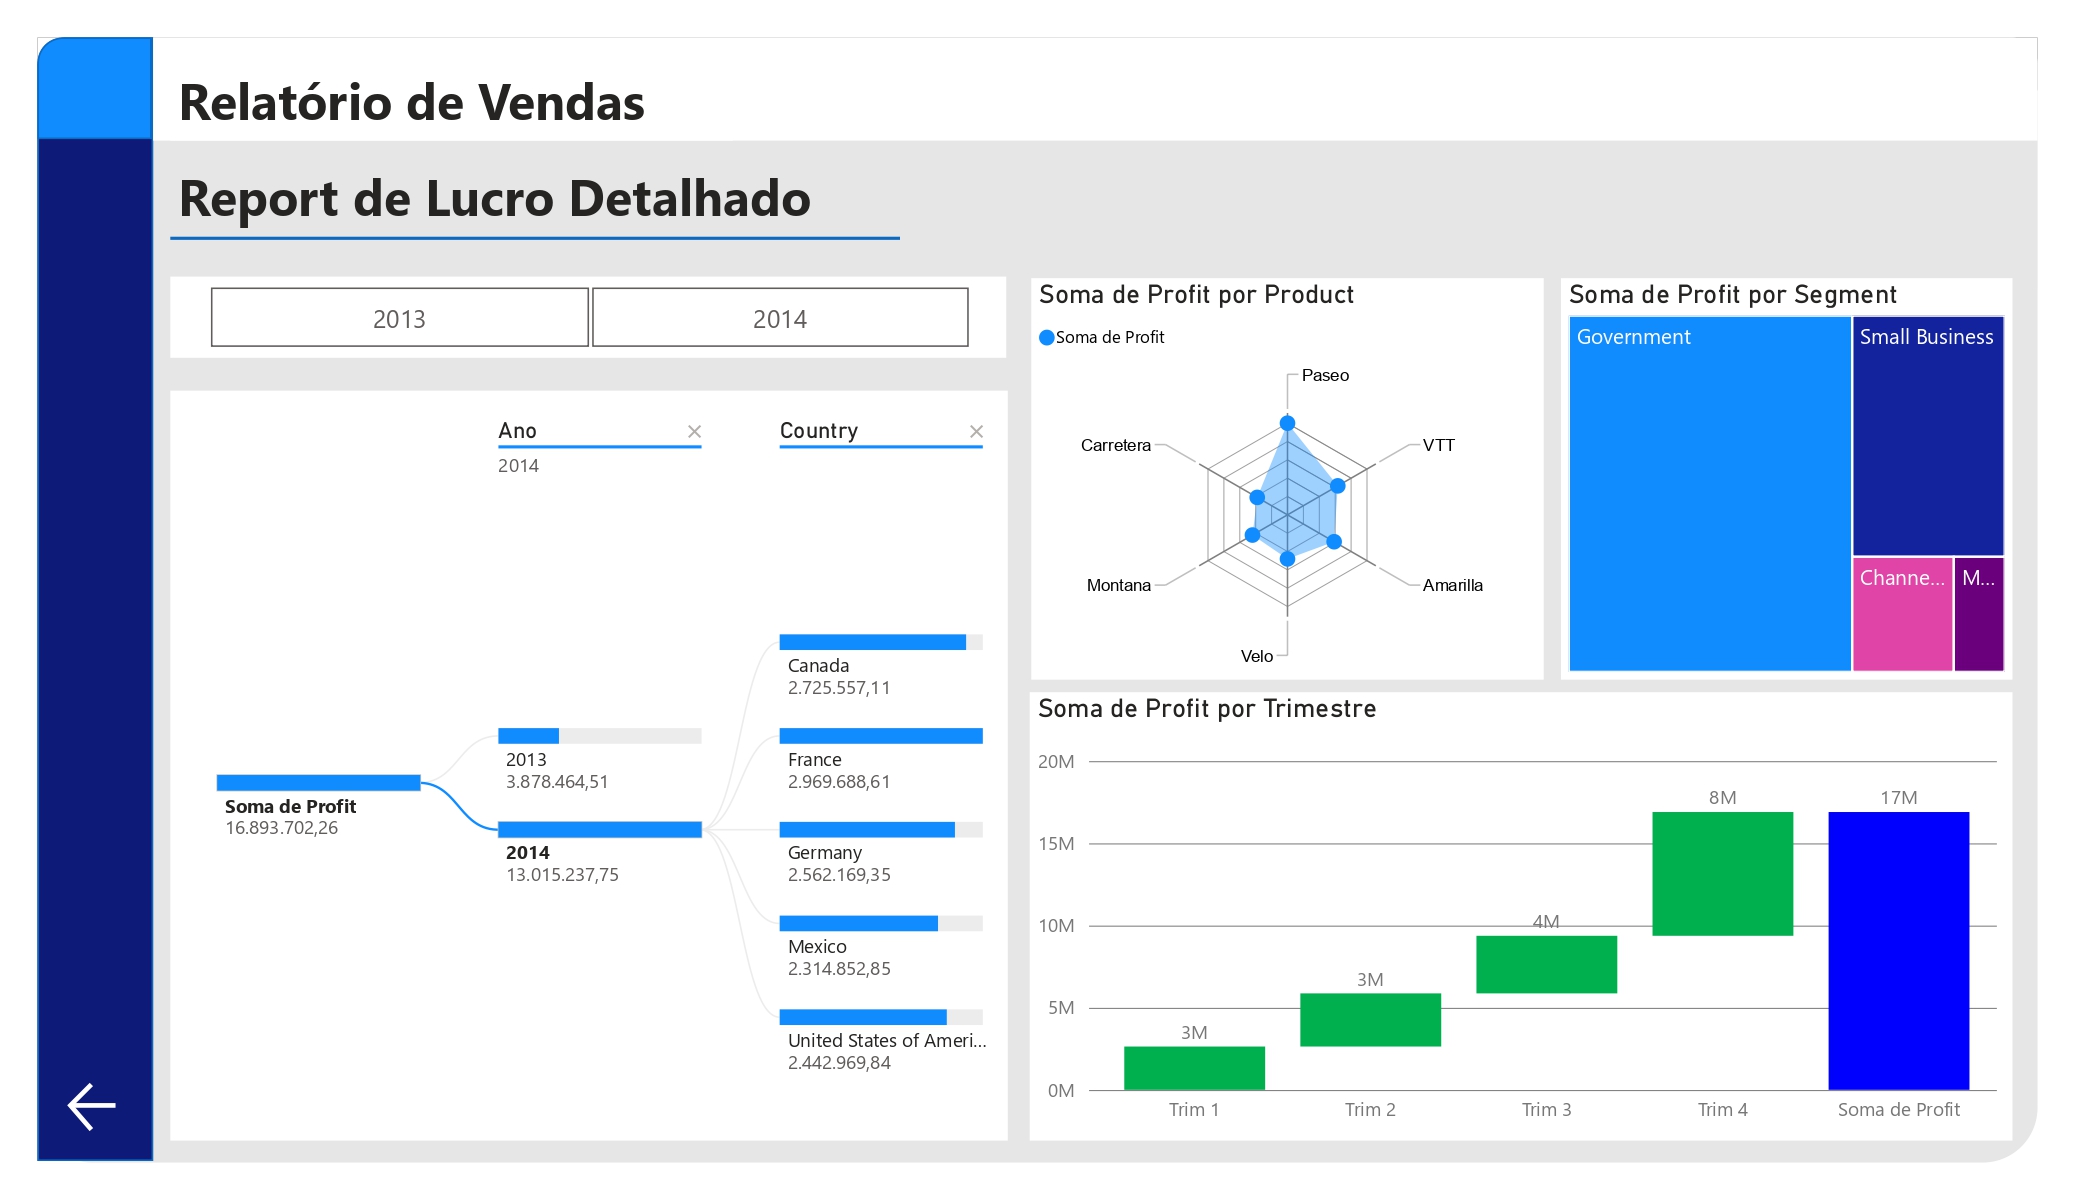 Relatório de Vendas
Report de Lucro Detalhado
2013
2014
Ano
2014
Country
Soma de Profit
16.893.702,26
2013
3.878.464,51
2014
13.015.237,75
Canada
2.725.557,11
France
2.969.688,61
Germany
2.562.169,35
Mexico
2.314.852,85
United States of Ameri...
2.442.969,84
Soma de Profit por Product
Soma de Profit
Paseo
VTT
Amarilla
Velo
Montana
Carretera
Soma de Profit por Segment
Government
Small Business
Channe...
M...
Soma de Profit por Trimestre
20M
15M
10M
5M
0M
3M
3M
4M
8M
17M
Trim 1
Trim 2
Trim 3
Trim 4
Soma de Profit